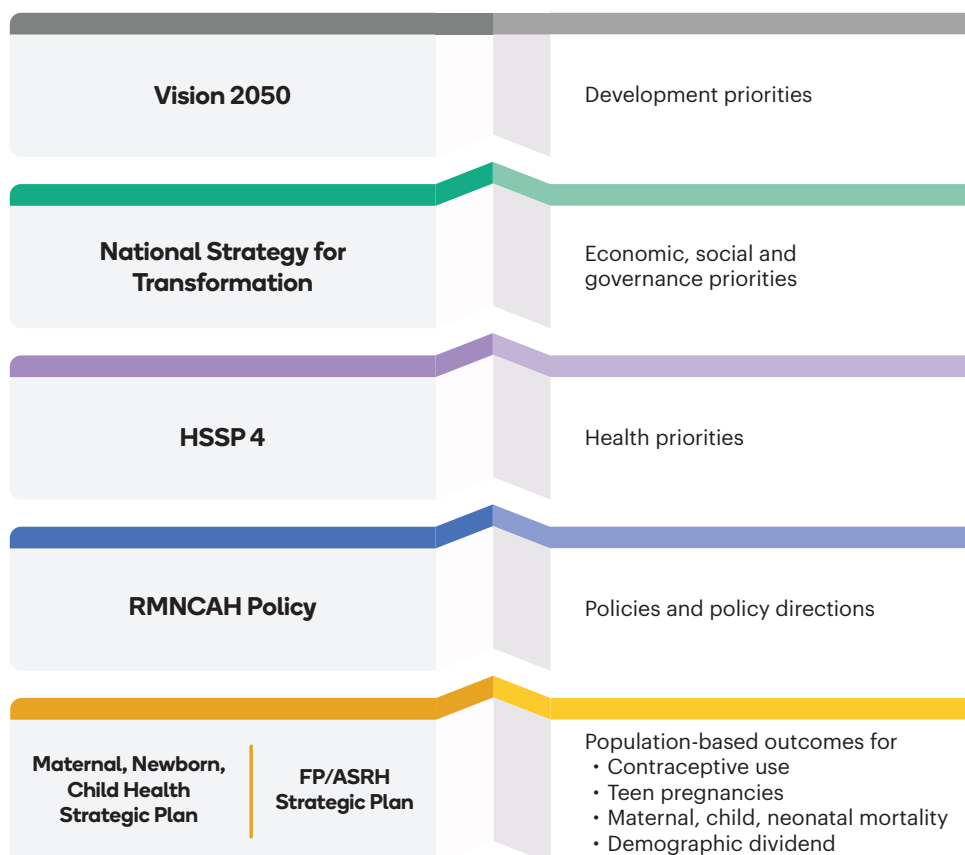 Vision 2050
Development priorities
National Strategy for
Transformation
Economic, social and
governance priorities
HSSP 4
Health priorities
RMNCAH Policy
Policies and policy directions
Maternal, Newborn,
Child Health
Strategic Plan
FP/ASRH
Strategic Plan
Population-based outcomes for
• Contraceptive use
• Teen pregnancies
• Maternal, child, neonatal mortality
• Demographic dividend